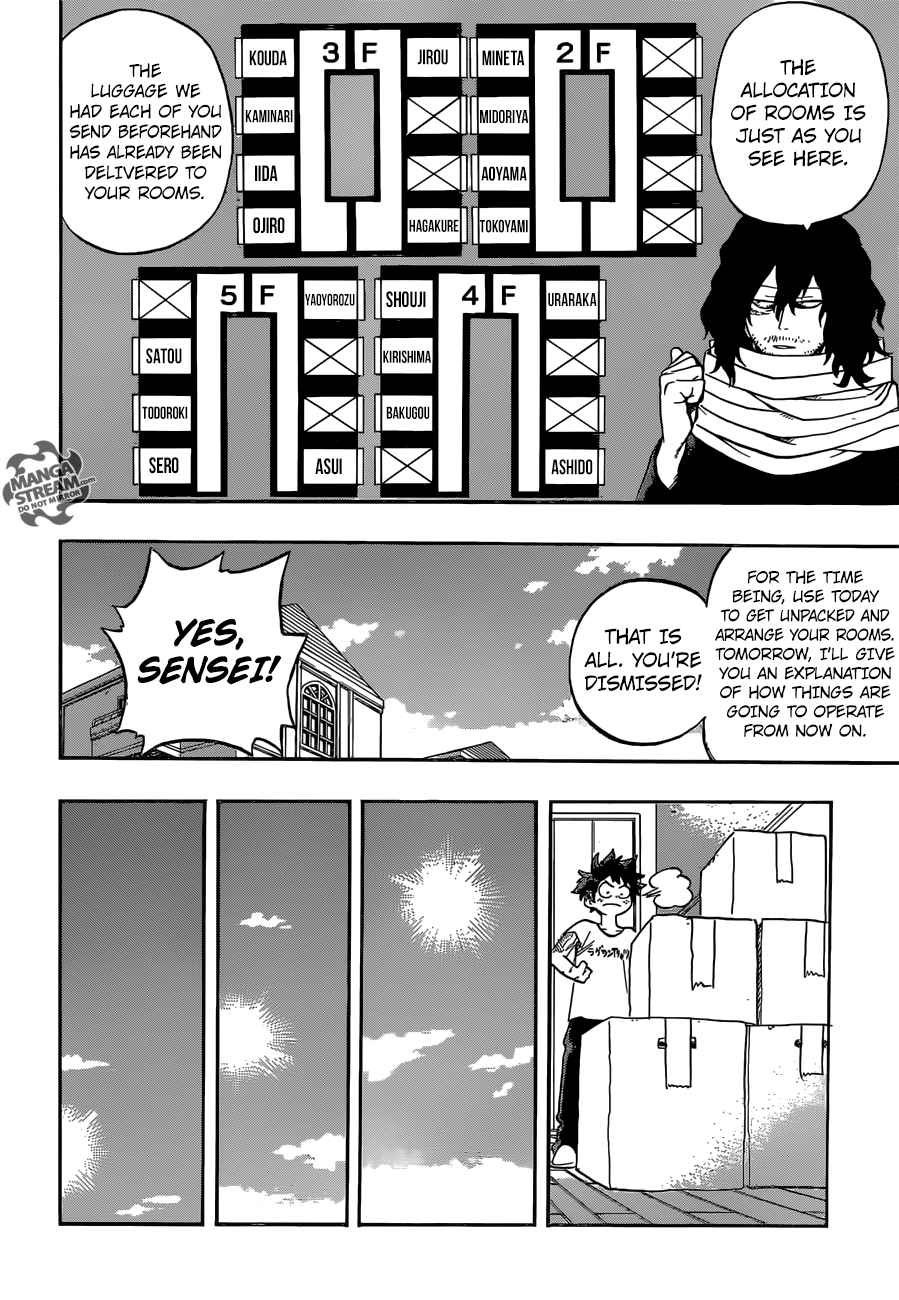 THE
ALLOCATION
OF ROOMS IS
JUST AS YOU
SEE HERE.
2 F
MINETA
MIDORIYA
AOYAMA
TOKOYAMI
3 F
KOUDA
JIROU
KAMINARI
IIDA
OJIRO
HAGAKURE
THE
LUGGAGE WE
HAD EACH OF YOU
SEND BEFOREHAND
HAS ALREADY BEEN
DELIVERED TO
YOUR ROOMS.
4 F
SHOUJI
URARAKA
KIRISHIMA
BAKUGOU
ASHIDO
5 F
YAOYOROZU
SATOU
TODOROKI
SERO
ASUI
MANGA
STREAM.com
DO NOT MIRROR
FOR THE TIME
BEING, USE TODAY
TO GET UNPACKED AND
ARRANGE YOUR ROOMS.
TOMORROW, I'LL GIVE
YOU AN EXPLANATION
OF HOW THINGS ARE
GOING TO OPERATE
FROM NOW ON.
THAT IS
ALL. YOU'RE
DISMISSED!
YES,
SENSEI!